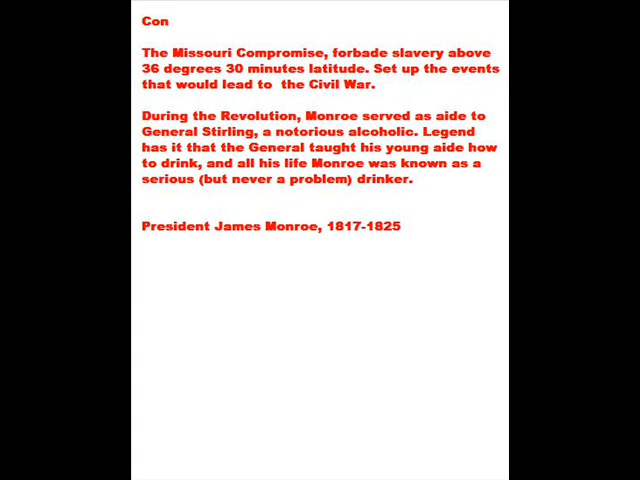 Con
The Missouri Compromise, forbade slavery above
36 degrees 30 minutes latitude. Set up the events
that would lead to  the Civil War.
During the Revolution, Monroe served as aide to
General Stirling, a notorious alcoholic. Legend
has it that the General taught his young aide how
to drink, and all his life Monroe was known as a
serious (but never a problem) drinker.
President James Monroe, 1817-1825